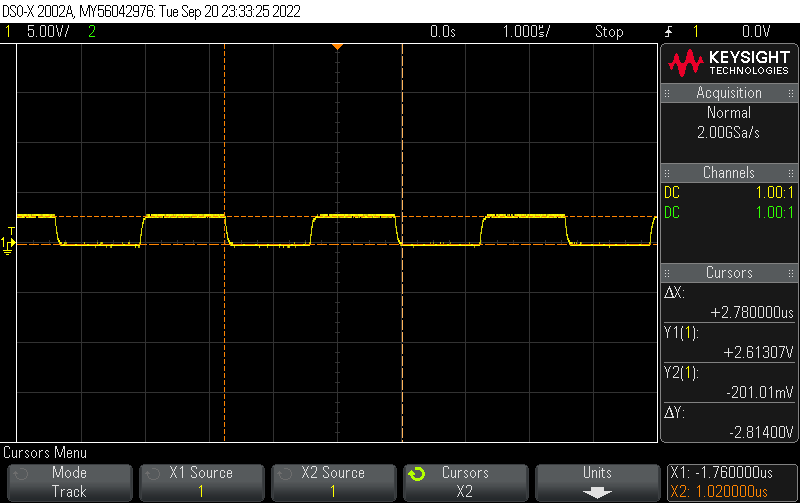 DSO-X 2002A, MY56042976: Tue Sep 20 23:33:25 2022
1 5.00V/ 2 0.0s 1.000us/ Stop 1 0.0V
KEYSIGHT
TECHNOLOGIES
Acquisition
Normal
2.00GSa/s
Channels
DC 1.00:1
DC 1.00:1
Cursors
ΔX:
+2.780000us
Y1(1):
+2.61307V
Y2(1):
-201.01mV
ΔY:
-2.81400V
T
1
Cursors Menu
Mode
Track
X1 Source
1
X2 Source
1
Cursors
X2
Units
X1: -1.760000us
X2: 1.020000us